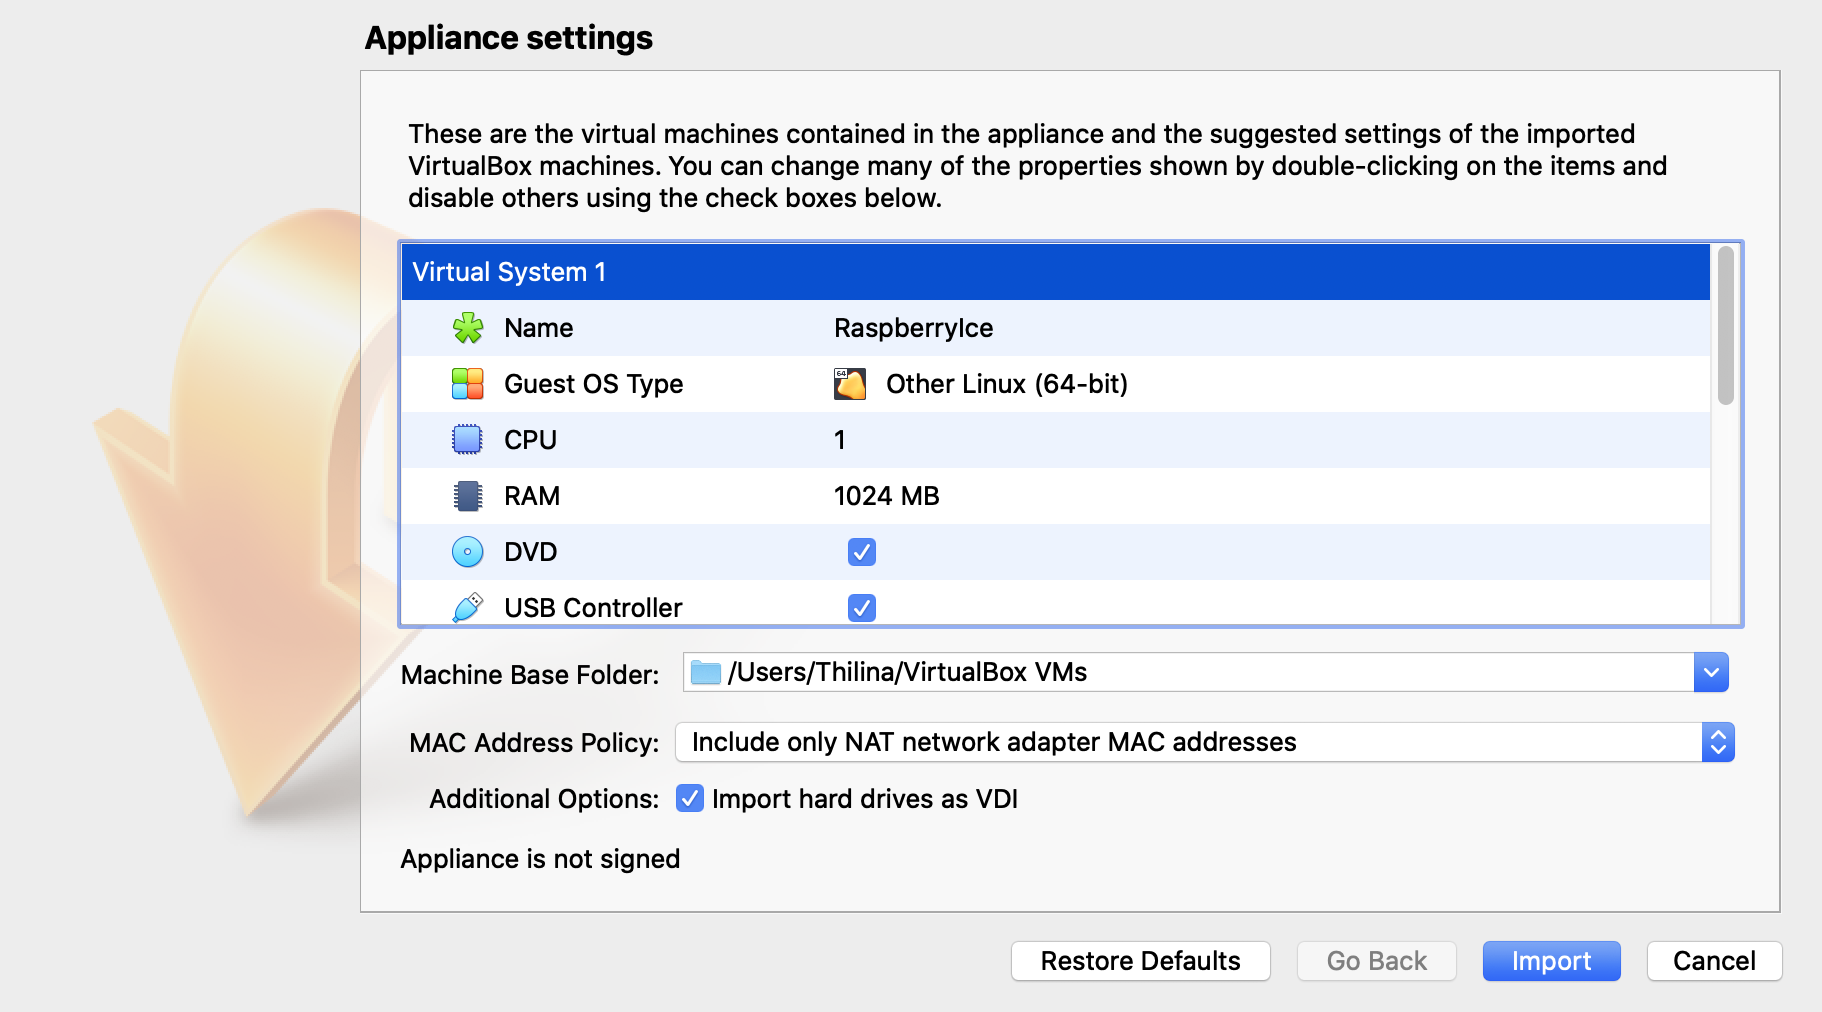 Appliance settings
These are the virtual machines contained in the appliance and the suggested settings of the imported
VirtualBox machines. You can change many of the properties shown by double-clicking on the items and
disable others using the check boxes below.
Virtual System 1
Name RaspberryIce
Guest OS Type 64 Other Linux (64-bit)
CPU 1
RAM 1024 MB
DVD
USB Controller
Machine Base Folder: /Users/Thilina/VirtualBox VMs
MAC Address Policy: Include only NAT network adapter MAC addresses
Additional Options: Import hard drives as VDI
Appliance is not signed
Restore Defaults Go Back Import Cancel